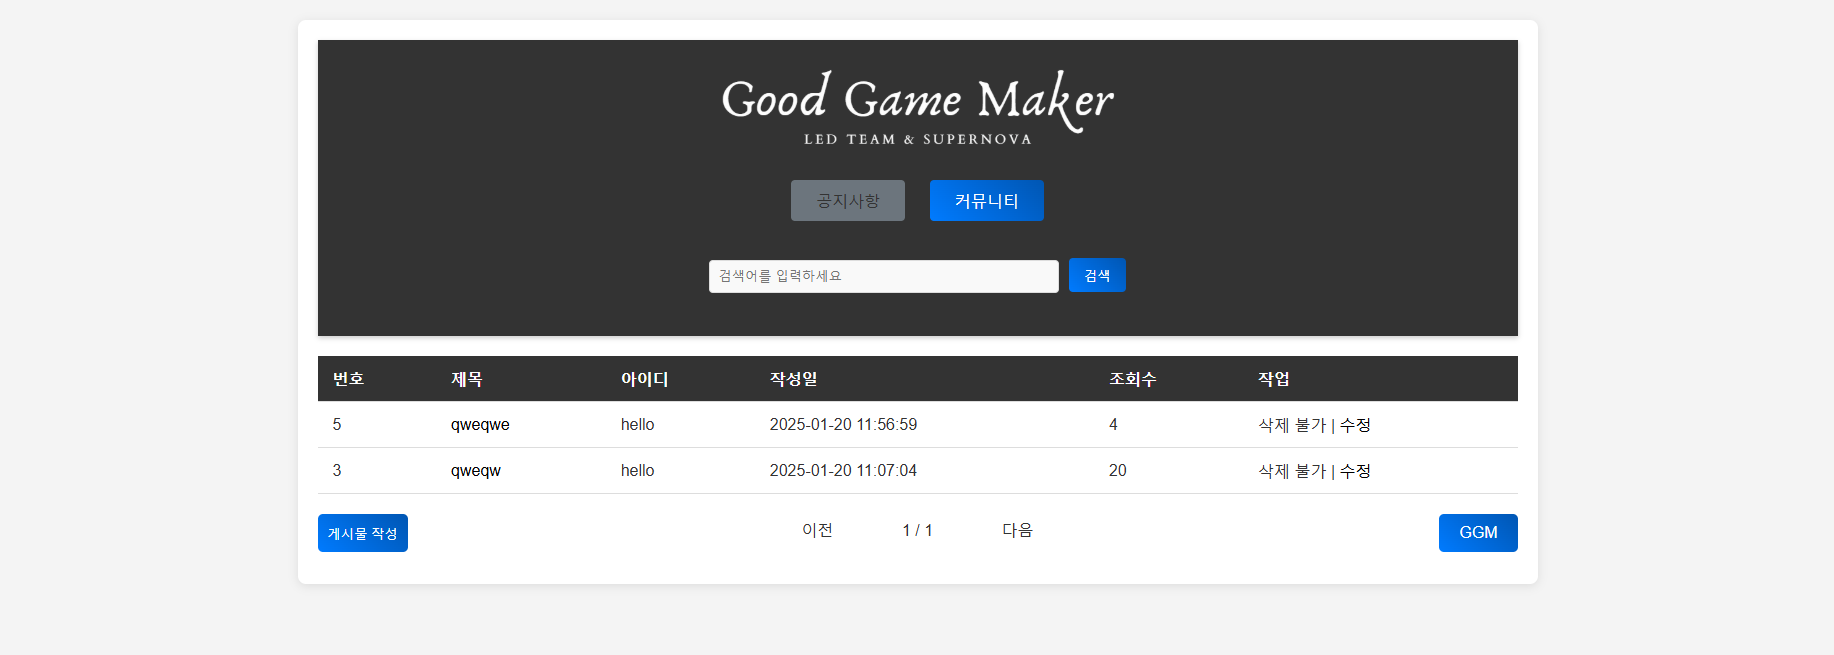 Good Game Maker
LED TEAM & SUPERNOVA
공지사항 커뮤니티
검색어를 입력하세요 검색
번호 제목 아이디 작성일 조회수 작업
5 qweqwe hello 2025-01-20 11:56:59 4 삭제 불가 | 수정
3 qweqw hello 2025-01-20 11:07:04 20 삭제 불가 | 수정
게시물 작성 이전 1 / 1 다음 GGM